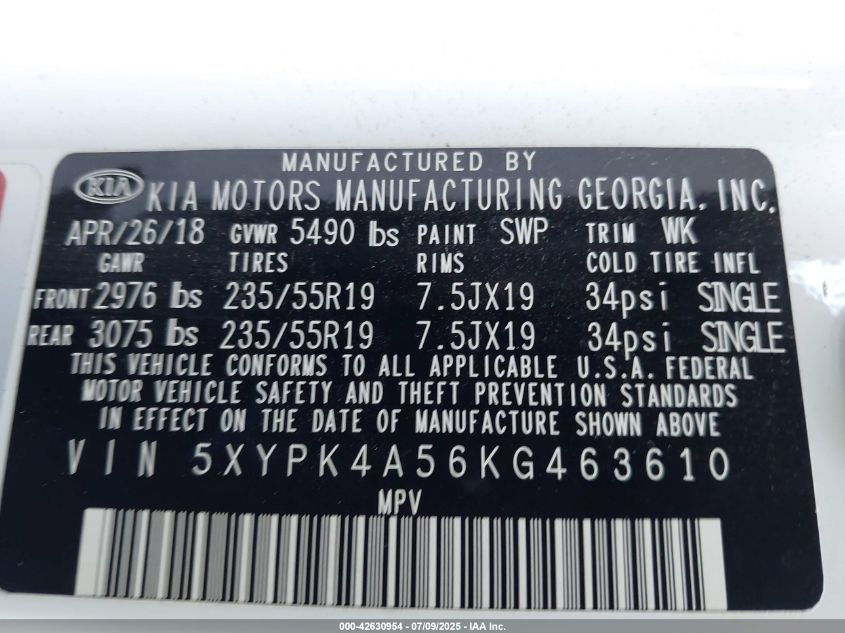 MANUFACTURED BY
KIA KIA MOTORS MANUFACTURING GEORGIA, INC.
APR/26/18 GVWR 5490 lbs PAINT SWP TRIM WK
GAWR TIRES RIMS COLD TIRE INFL
FRONT 2976 lbs 235/55R19 7.5JX19 34psi SINGLE
REAR 3075 lbs 235/55R19 7.5JX19 34psi SINGLE
THIS VEHICLE CONFORMS TO ALL APPLICABLE U.S.A. FEDERAL
MOTOR VEHICLE SAFETY AND THEFT PREVENTION STANDARDS
IN EFFECT ON THE DATE OF MANUFACTURE SHOWN ABOVE
VIN 5XYPK4A56KG463610
MPV
000-42630954 - 07/09/2025 - IAA Inc.